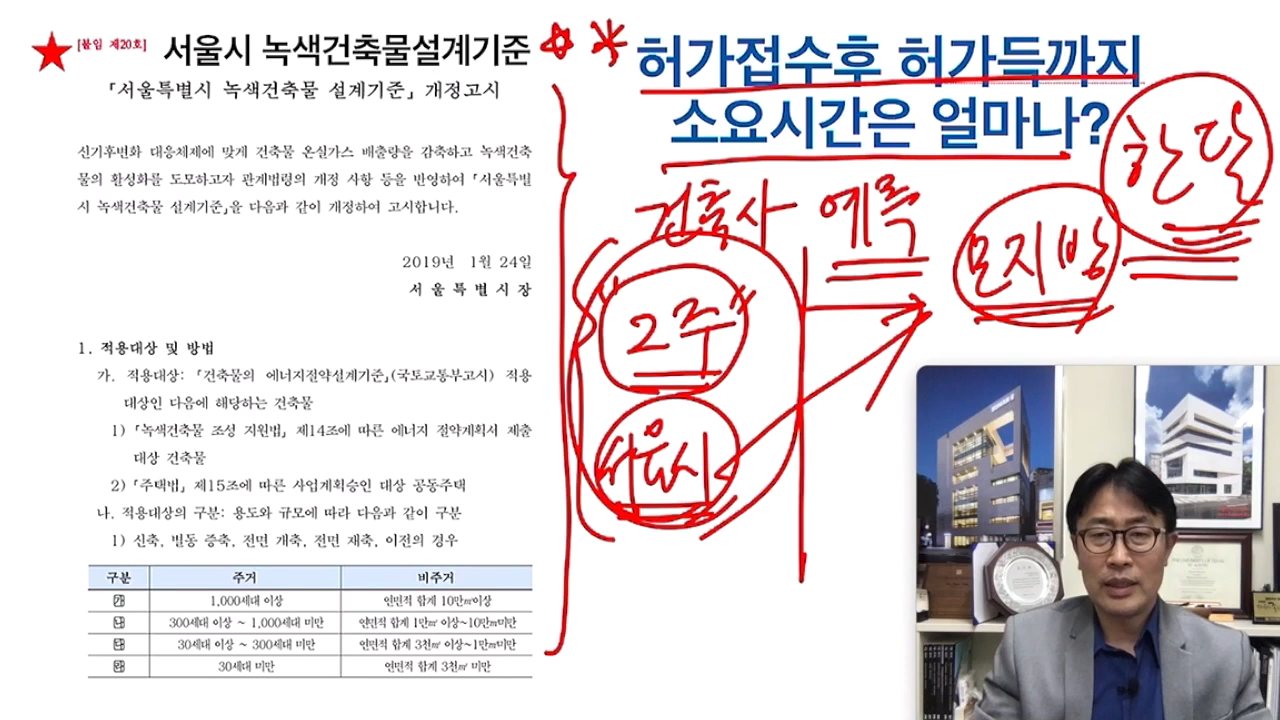 [붙임 제20호] 서울시 녹색건축물설계기준
「서울특별시 녹색건축물 설계기준」 개정고시
신기후변화 대응체제에 맞게 건축물 온실가스 배출량을 감축하고 녹색건축
물의 활성화를 도모하고자 관계법령의 개정 사항 등을 반영하여 「서울특별
시 녹색건축물 설계기준」을 다음과 같이 개정하여 고시합니다.
2019년 1월 24일
서 울 특 별 시 장
1. 적용대상 및 방법
가. 적용대상: 「건축물의 에너지절약설계기준」(국토교통부고시) 적용
대상인 다음에 해당하는 건축물
1) 「녹색건축물 조성 지원법」 제14조에 따른 에너지 절약계획서 제출
대상 건축물
2) 「주택법」 제15조에 따른 사업계획승인 대상 공동주택
나. 적용대상의 구분: 용도와 규모에 따라 다음과 같이 구분
1) 신축, 별동 증축, 전면 개축, 전면 재축, 이전의 경우
구분 주거 비주거
㉮ 1,000세대 이상 연면적 합계 10만㎡이상
㉯ 300세대 이상 ~ 1,000세대 미만 연면적 합계 1만㎡ 이상~10만㎡미만
㉰ 30세대 이상 ~ 300세대 미만 연면적 합계 3천㎡ 이상~1만㎡미만
㉱ 30세대 미만 연면적 합계 3천㎡ 미만
허가접수후 허가득까지
소요시간은 얼마나?
한달
건축사 예측
모지방
"2주"
서울시